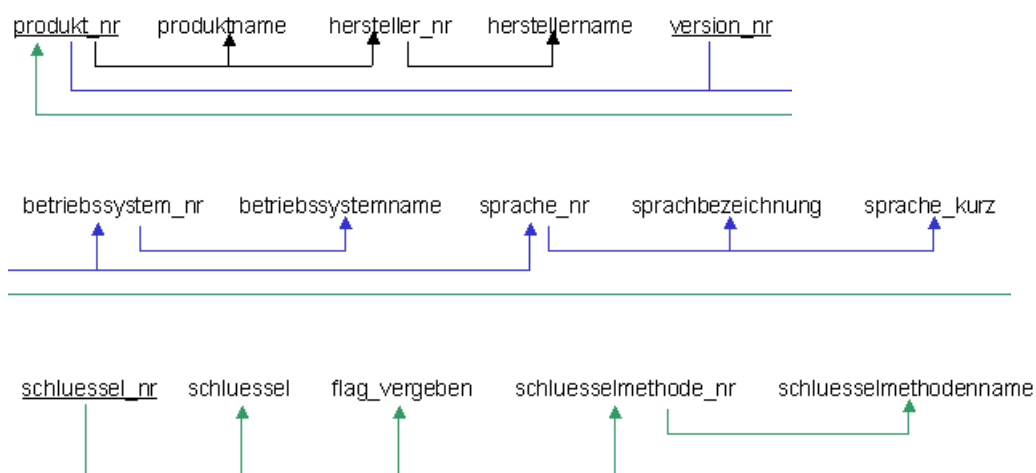 produkt_nr produktname hersteller_nr herstellername version_nr
betriebssystem_nr betriebssystemname sprache_nr sprachbezeichnung sprache_kurz
schluessel_nr schluessel flag_vergeben schluesselmethode_nr schluesselmethodenname